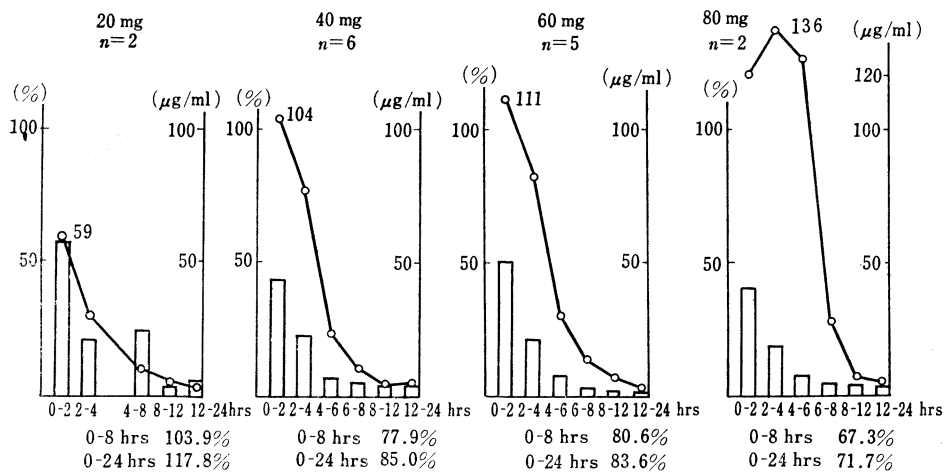 20 mg
n=2
(%)
(μg/ml)
100
100
59
50
50
0-2 2-4 4-8 8-12 12-24hrs
0-8 hrs 103.9%
0-24 hrs 117.8%
40 mg
n=6
(%)
(μg/ml)
100
104
100
50
50
0-2 2-4 4-6 6-8 8-12 12-24 hrs
0-8 hrs 77.9%
0-24 hrs 85.0%
60 mg
n=5
(%)
(μg/ml)
111
100
100
50
50
0-2 2-4 4-6 6-8 8-12 12-24 hrs
0-8 hrs 80.6%
0-24 hrs 83.6%
80 mg
n=2
136
(μg/ml)
(%)
120
100
100
50
50
0-2 2-4 4-6 6-8 8-12 12-24 hrs
0-8 hrs 67.3%
0-24 hrs 71.7%